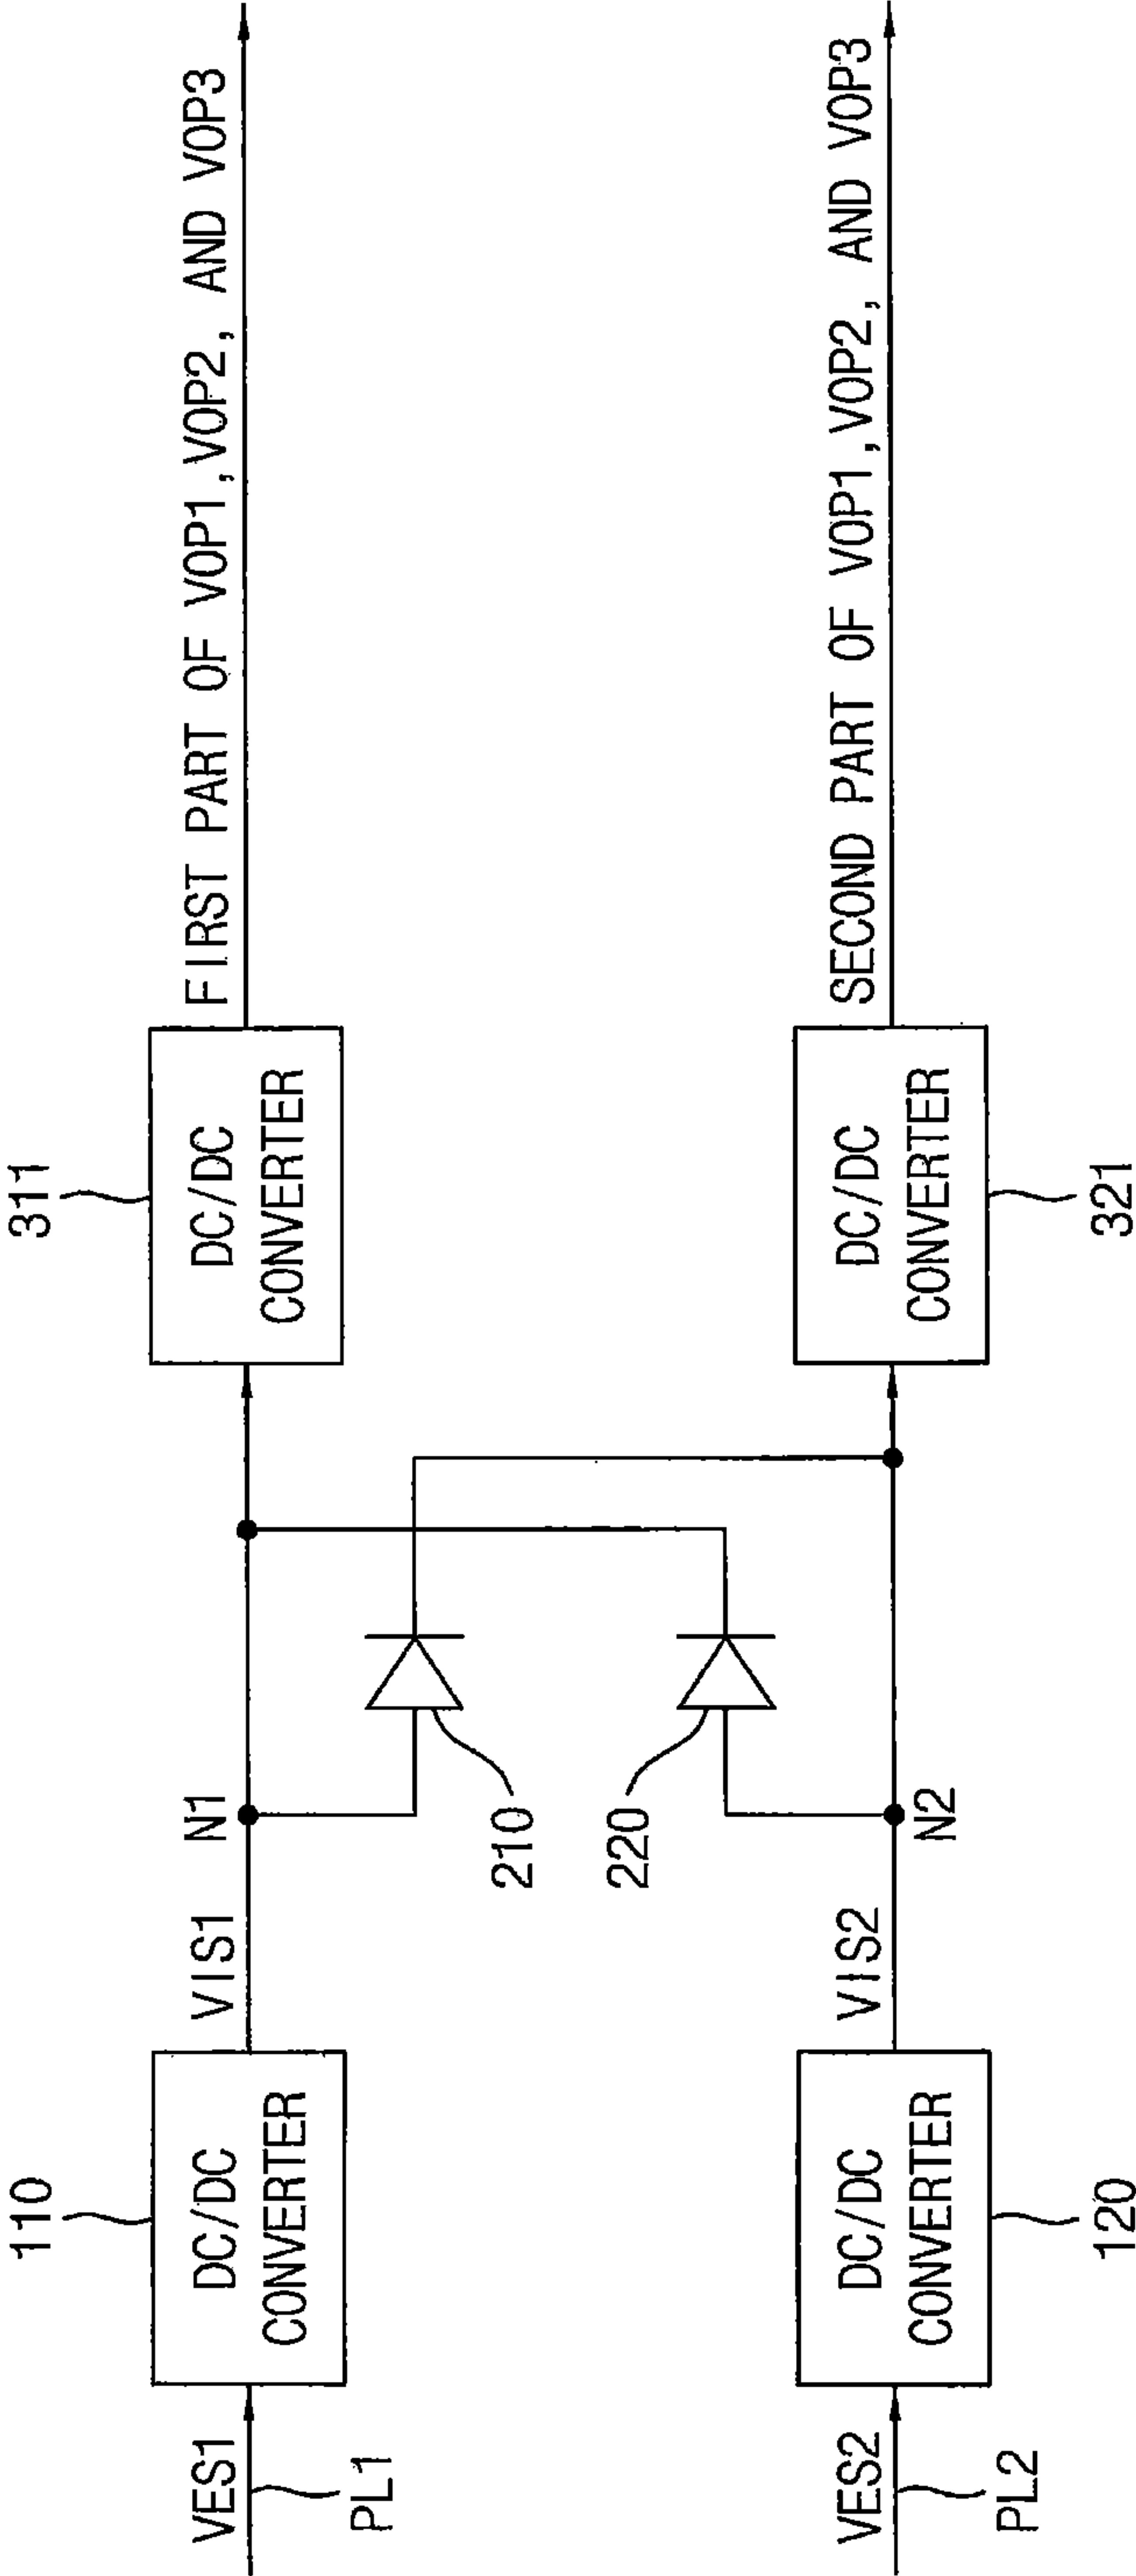 110
311
VES1
DC/DC
CONVERTER
VIS1
N1
DC/DC
CONVERTER
FIRST PART OF VOP1,VOP2, AND VOP3
PL1
210
220
VES2
DC/DC
CONVERTER
VIS2
N2
DC/DC
CONVERTER
SECOND PART OF VOP1,VOP2, AND VOP3
PL2
120
321